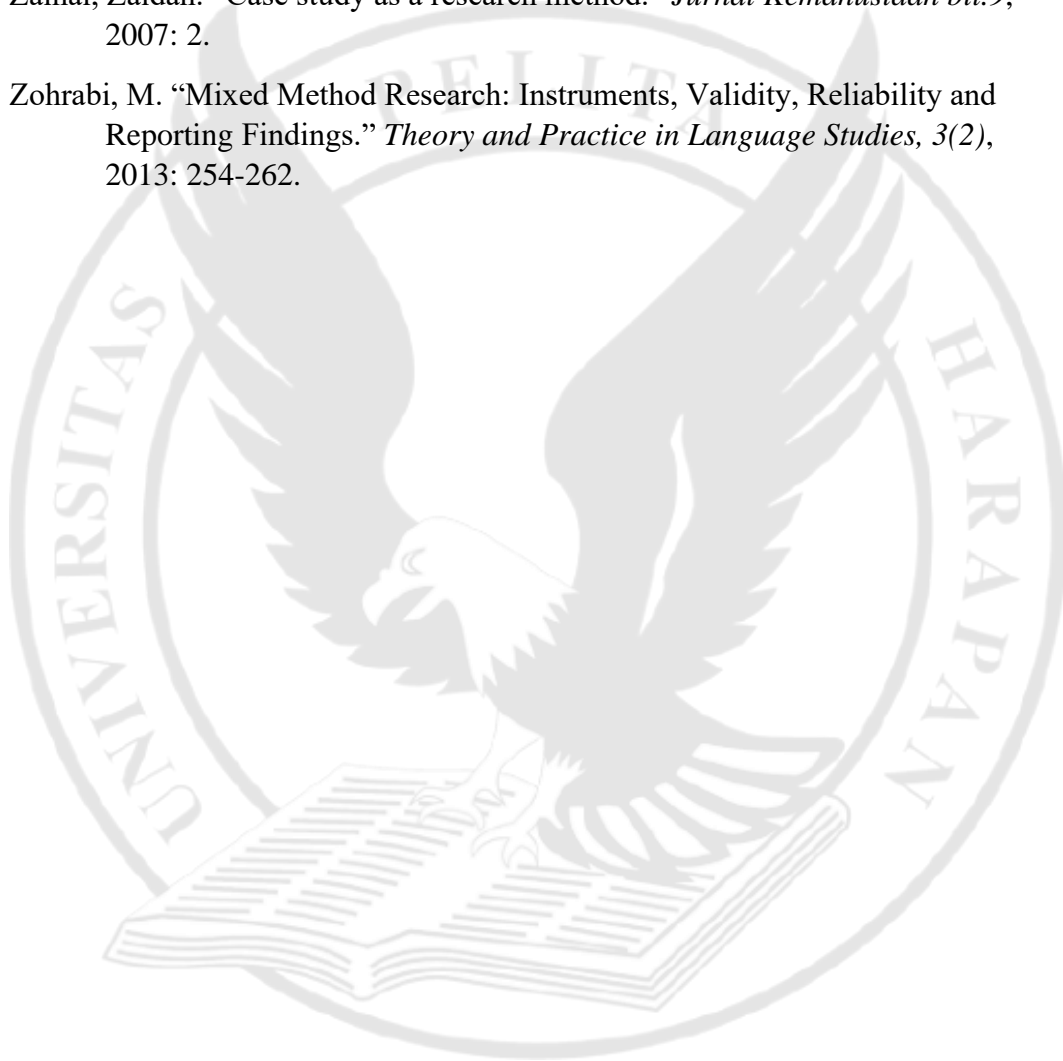 Zainal, Zaidah. “Case study as a research method.” Jurnal Kemanusiaan bil.9,
2007: 2.
Zohrabi, M. “Mixed Method Research: Instruments, Validity, Reliability and
Reporting Findings.” Theory and Practice in Language Studies, 3(2),
2013: 254-262.
UNIVERSITAS PELITA HARAPAN